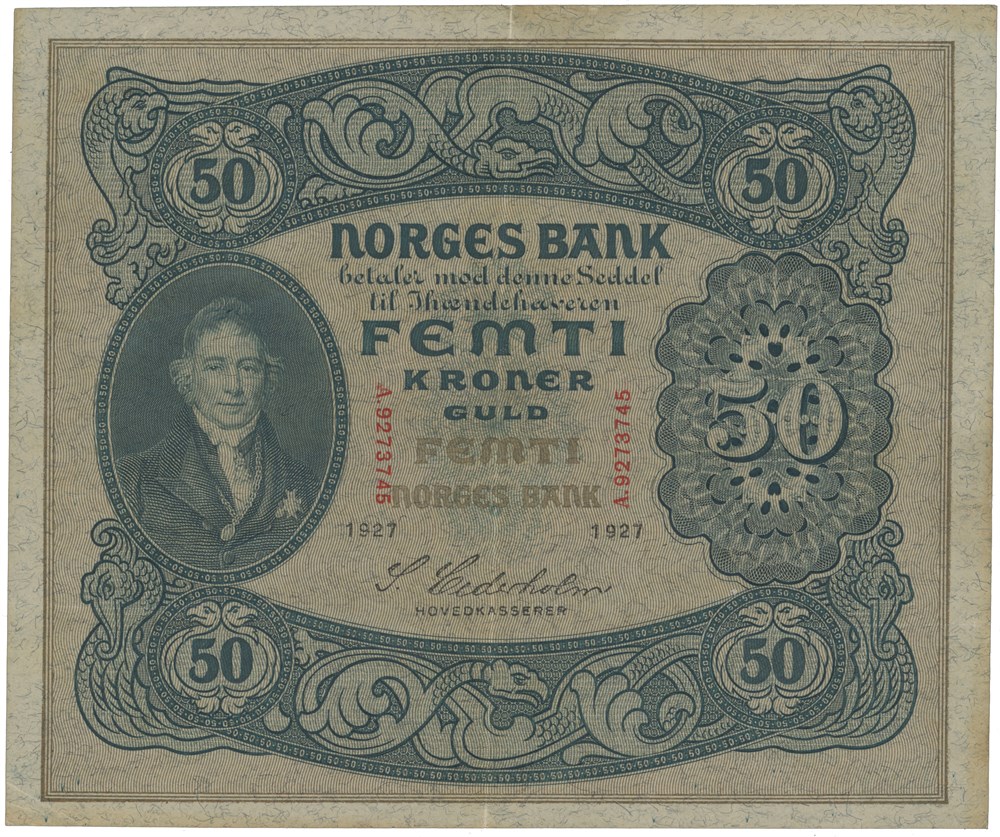 50 50
NORGES BANK
betaler mod denne Seddel
til Ihændehaveren
FEMTI
KRONER
GULD
50
A.9273745 A.9273745
FEMTI
NORGES BANK
1927 1927
S. Cederholm
HOVEDKASSERER
50 50